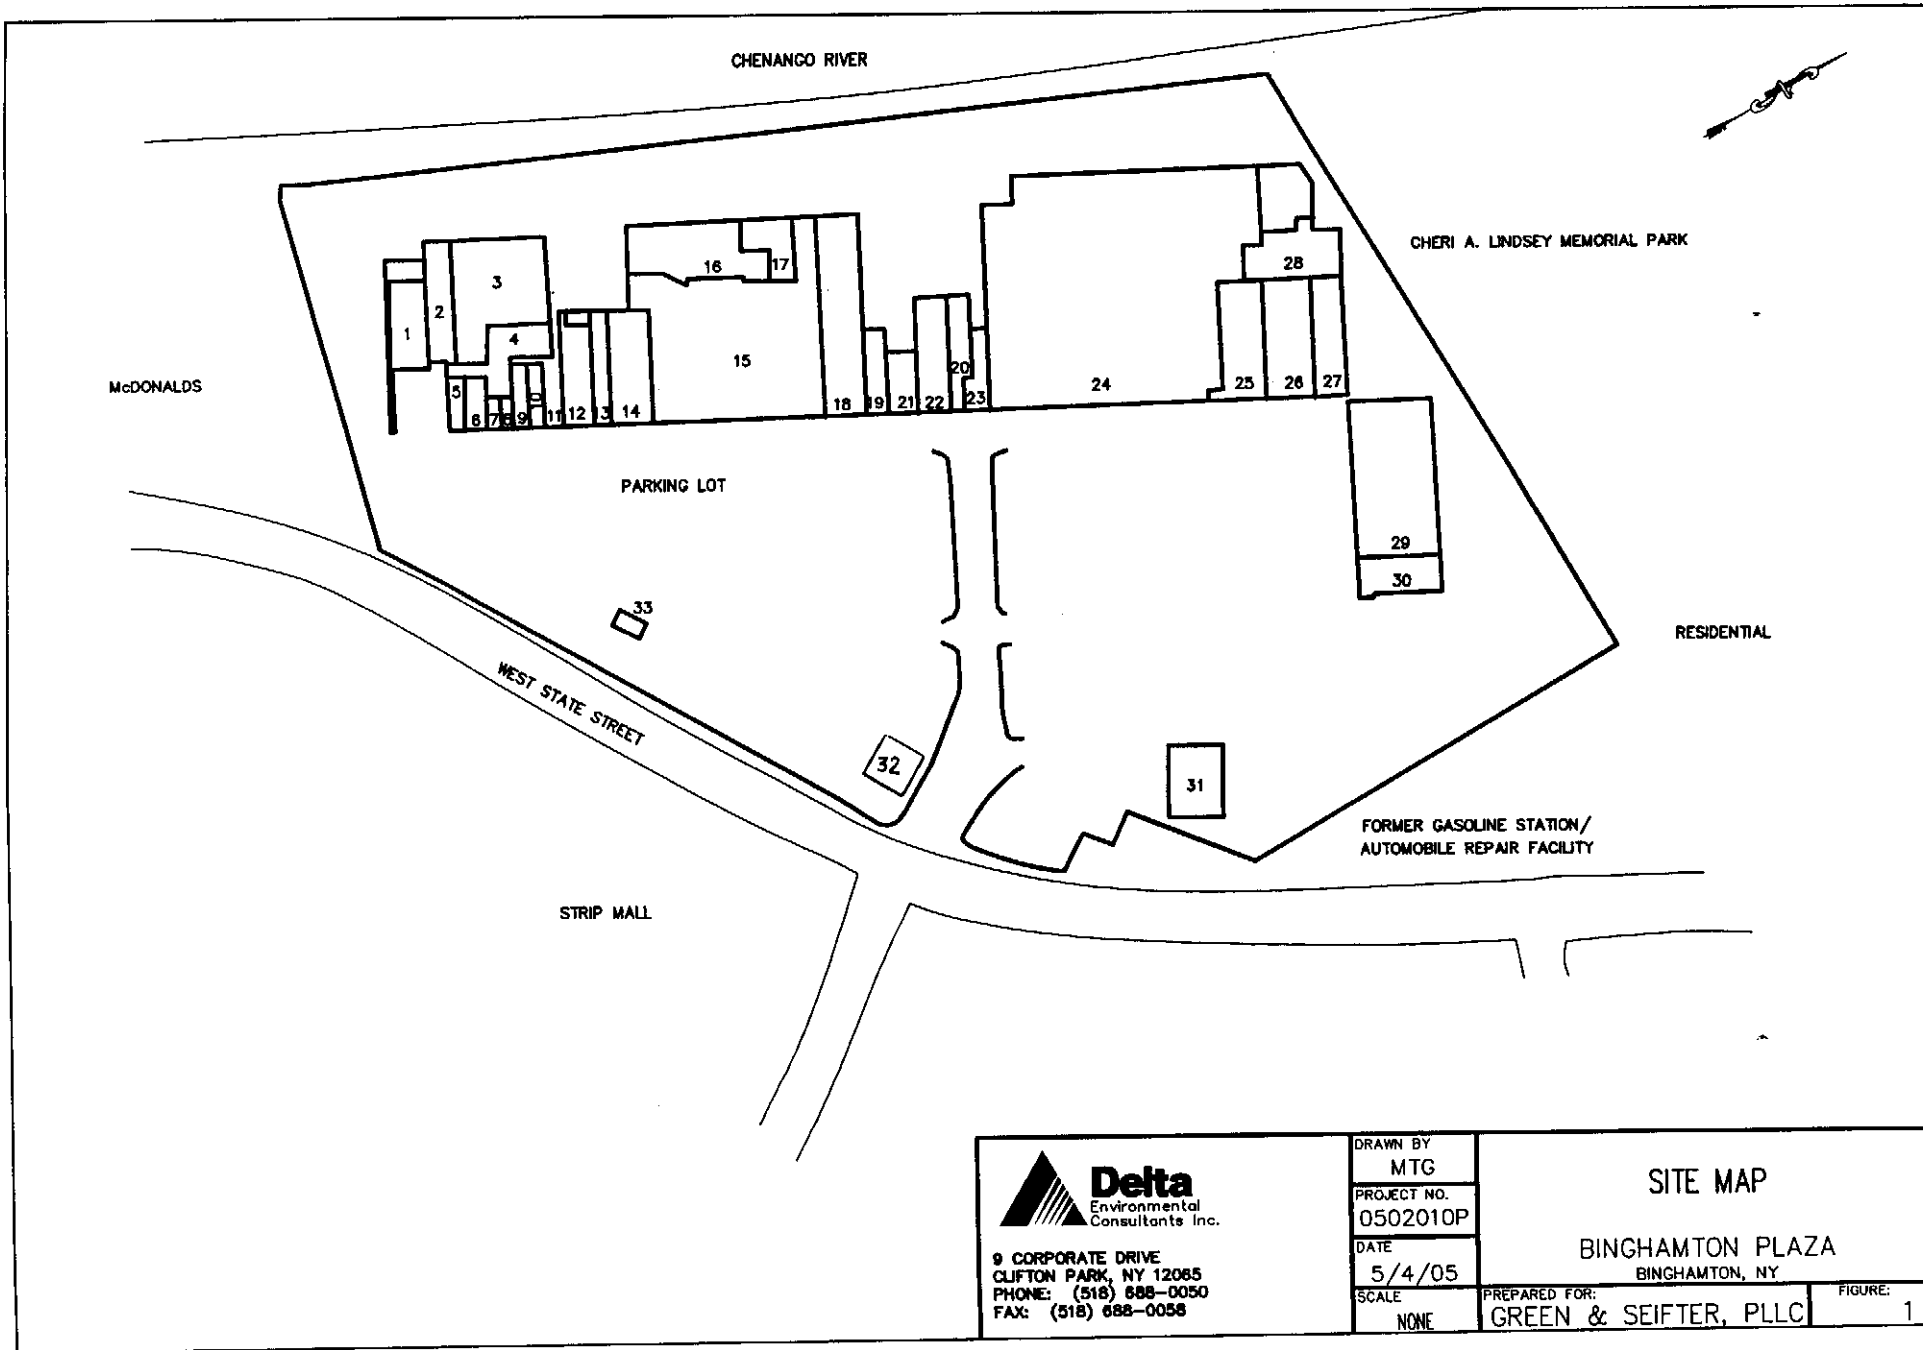 CHENANGO RIVER
N
CHERI A. LINDSEY MEMORIAL PARK
McDONALDS
1
2
3
4
5
6
7
8
9
10
11
12
13
14
15
16
17
18
19
20
21
22
23
24
25
26
27
28
29
30
PARKING LOT
33
RESIDENTIAL
WEST STATE STREET
32
31
FORMER GASOLINE STATION/
AUTOMOBILE REPAIR FACILITY
STRIP MALL
Delta
Environmental
Consultants Inc.
9 CORPORATE DRIVE
CLIFTON PARK, NY 12065
PHONE: (518) 688-0050
FAX: (518) 688-0058
DRAWN BY
MTG
PROJECT NO.
0502010P
DATE
5/4/05
SCALE
NONE
SITE MAP
BINGHAMTON PLAZA
BINGHAMTON, NY
PREPARED FOR:
GREEN & SEIFTER, PLLC
FIGURE:
1